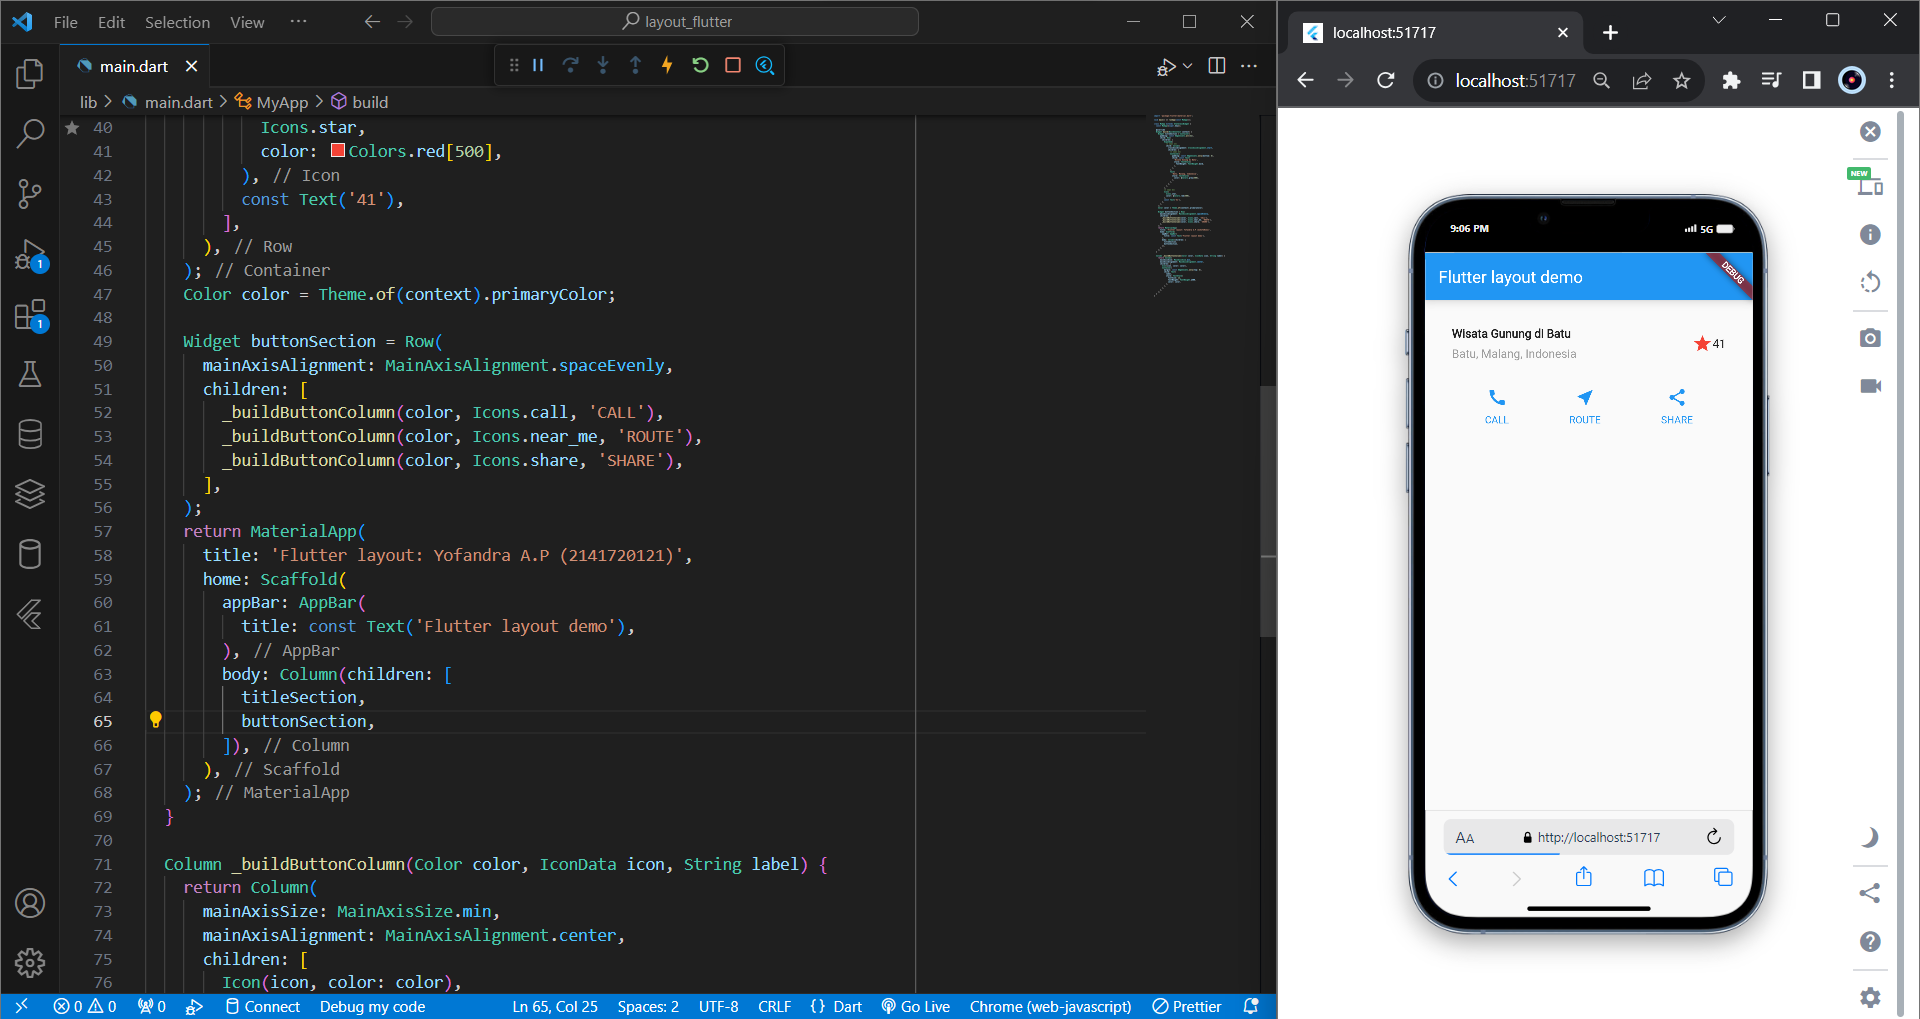 File Edit Selection View ··· layout_flutter
main.dart
lib > main.dart > MyApp > build
40 Icons.star,
41 color: Colors.red[500],
42 ), // Icon
43 const Text('41'),
44 ],
45 ), // Row
46 ); // Container
47 Color color = Theme.of(context).primaryColor;
48
49 Widget buttonSection = Row(
50 mainAxisAlignment: MainAxisAlignment.spaceEvenly,
51 children: [
52 _buildButtonColumn(color, Icons.call, 'CALL'),
53 _buildButtonColumn(color, Icons.near_me, 'ROUTE'),
54 _buildButtonColumn(color, Icons.share, 'SHARE'),
55 ],
56 );
57 return MaterialApp(
58 title: 'Flutter layout: Yofandra A.P (2141720121)',
59 home: Scaffold(
60 appBar: AppBar(
61 title: const Text('Flutter layout demo'),
62 ), // AppBar
63 body: Column(children: [
64 titleSection,
65 buttonSection,
66 ]), // Column
67 ), // Scaffold
68 ); // MaterialApp
69 }
70
71 Column _buildButtonColumn(Color color, IconData icon, String label) {
72 return Column(
73 mainAxisSize: MainAxisSize.min,
74 mainAxisAlignment: MainAxisAlignment.center,
75 children: [
76 Icon(icon, color: color),
1
1
0 0 0 Connect Debug my code Ln 65, Col 25 Spaces: 2 UTF-8 CRLF {} Dart Go Live Chrome (web-javascript) Prettier
localhost:51717
localhost:51717
NEW
9:06 PM 5G
Flutter layout demo
DEBUG
Wisata Gunung di Batu
Batu, Malang, Indonesia
41
CALL ROUTE SHARE
AA http://localhost:51717